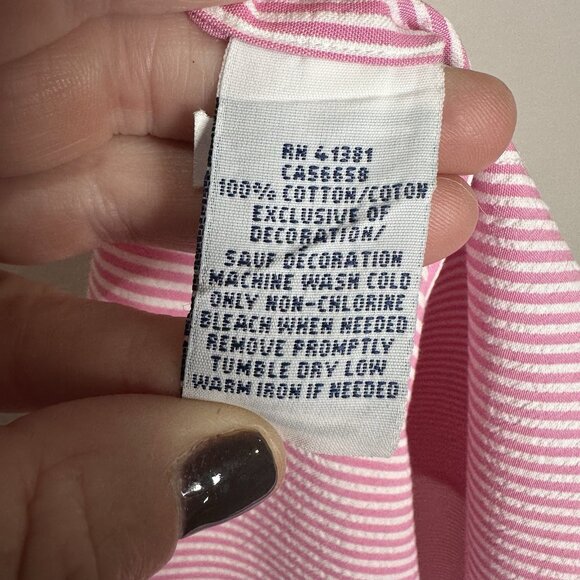 RN 41381
CA56658
100% COTTON/COTON
EXCLUSIVE OF
DECORATION/
SAUF DECORATION
MACHINE WASH COLD
ONLY NON-CHLORINE
BLEACH WHEN NEEDED
REMOVE PROMPTLY
TUMBLE DRY LOW
WARM IRON IF NEEDED